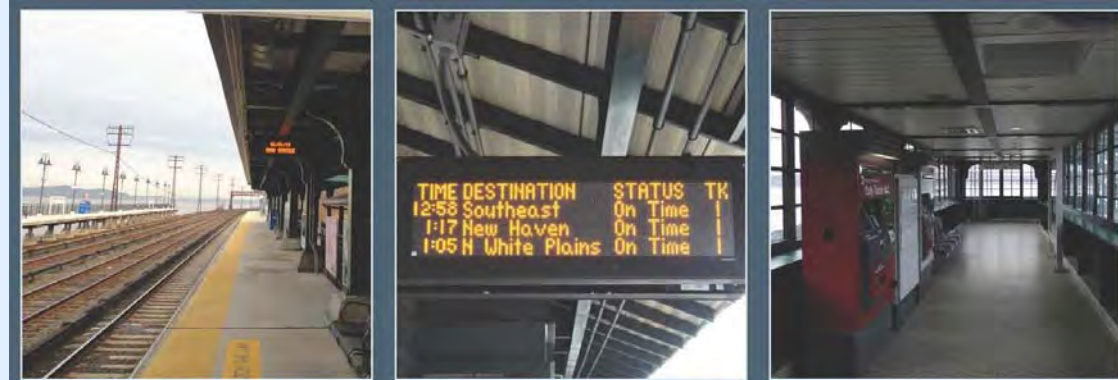 TIME DESTINATION STATUS TK
12:58 Southeast On Time 1
1:17 New Haven On Time 1
1:05 N White Plains On Time 1